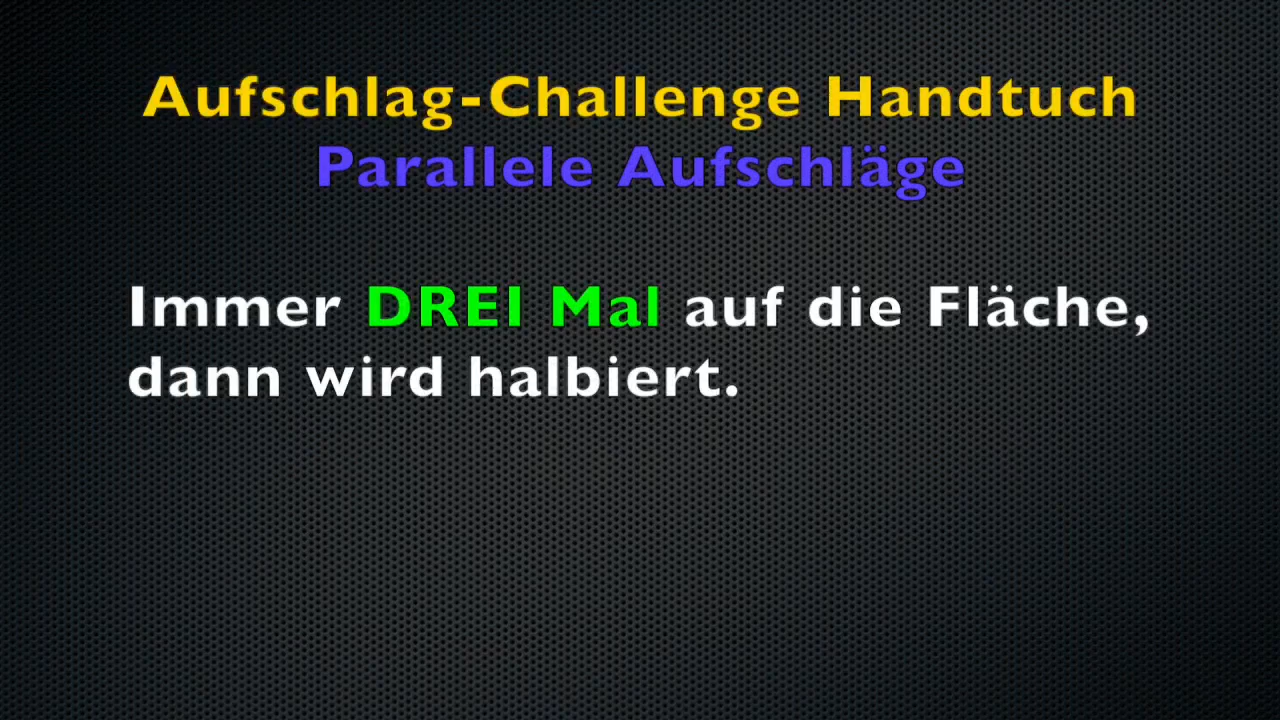 Aufschlag-Challenge Handtuch
Parallele Aufschläge
Immer DREI Mal auf die Fläche,
dann wird halbiert.